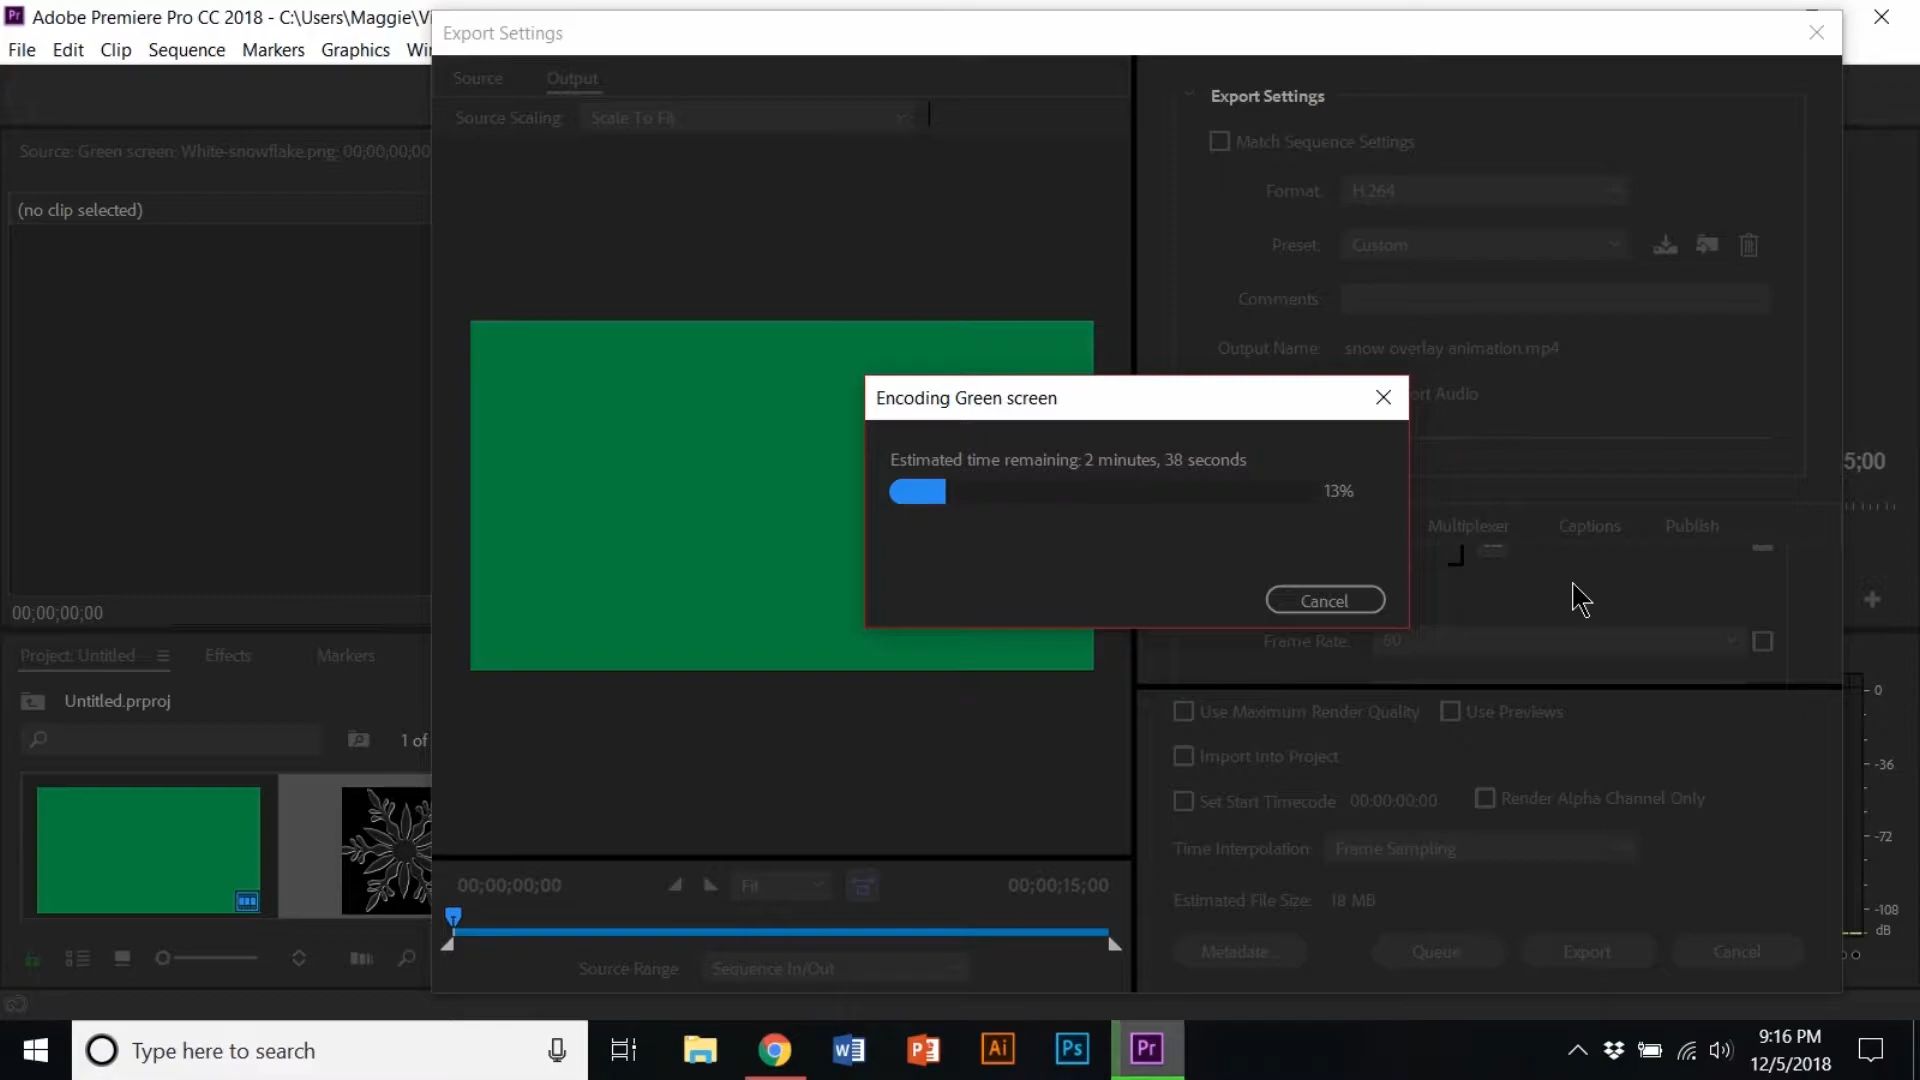 Pr Adobe Premiere Pro CC 2018 - C:\Users\Maggie\V
File Edit Clip Sequence Markers Graphics Wi
Export Settings
Source Output
Source Scaling: Scale To Fit
Source: Green screen: White-snowflake.png: 00;00;00;00
(no clip selected)
00;00;00;00
Export Settings
Match Sequence Settings
Format: H.264
Preset: Custom
Comments:
Output Name: snow overlay animation.mp4
ort Audio
Encoding Green screen
Estimated time remaining: 2 minutes, 38 seconds
13%
Cancel
5;00
Multiplexer Captions Publish
Frame Rate: 60
Project: Untitled Effects Markers
Untitled.prproj
1 of
Use Maximum Render Quality Use Previews
Import Into Project
Set Start Timecode 00:00:00:00 Render Alpha Channel Only
Time Interpolation: Frame Sampling
Estimated File Size: 18 MB
Metadata... Queue Export Cancel
00;00;00;00 Fit 00;00;15;00
Source Range: Sequence In/Out
0
-36
-72
-108
dB
Type here to search
Ai Ps Pr
9:16 PM
12/5/2018